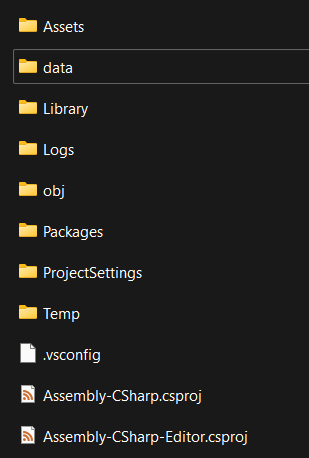 Assets
data
Library
Logs
obj
Packages
ProjectSettings
Temp
.vsconfig
Assembly-CSharp.csproj
Assembly-CSharp-Editor.csproj